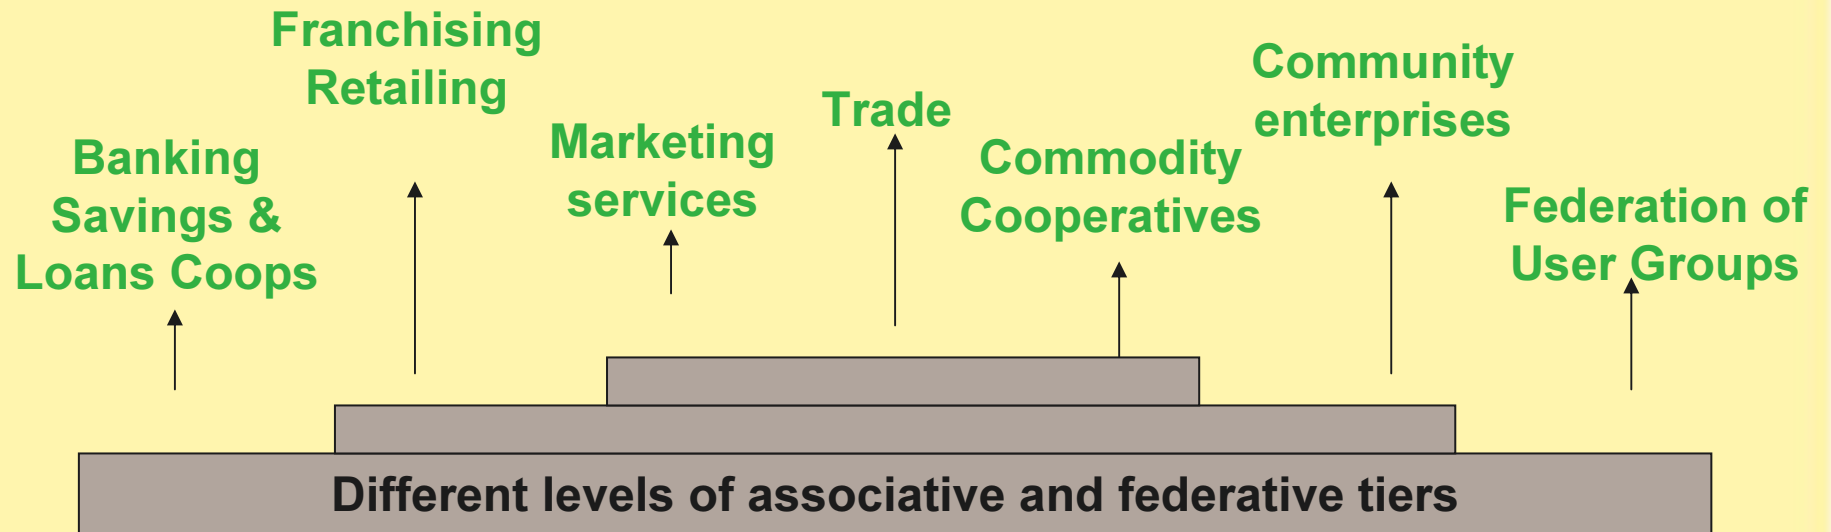 Franchising
Retailing
Banking
Savings &
Loans Coops
Marketing
services
Trade
Commodity
Cooperatives
Community
enterprises
Federation of
User Groups
Different levels of associative and federative tiers